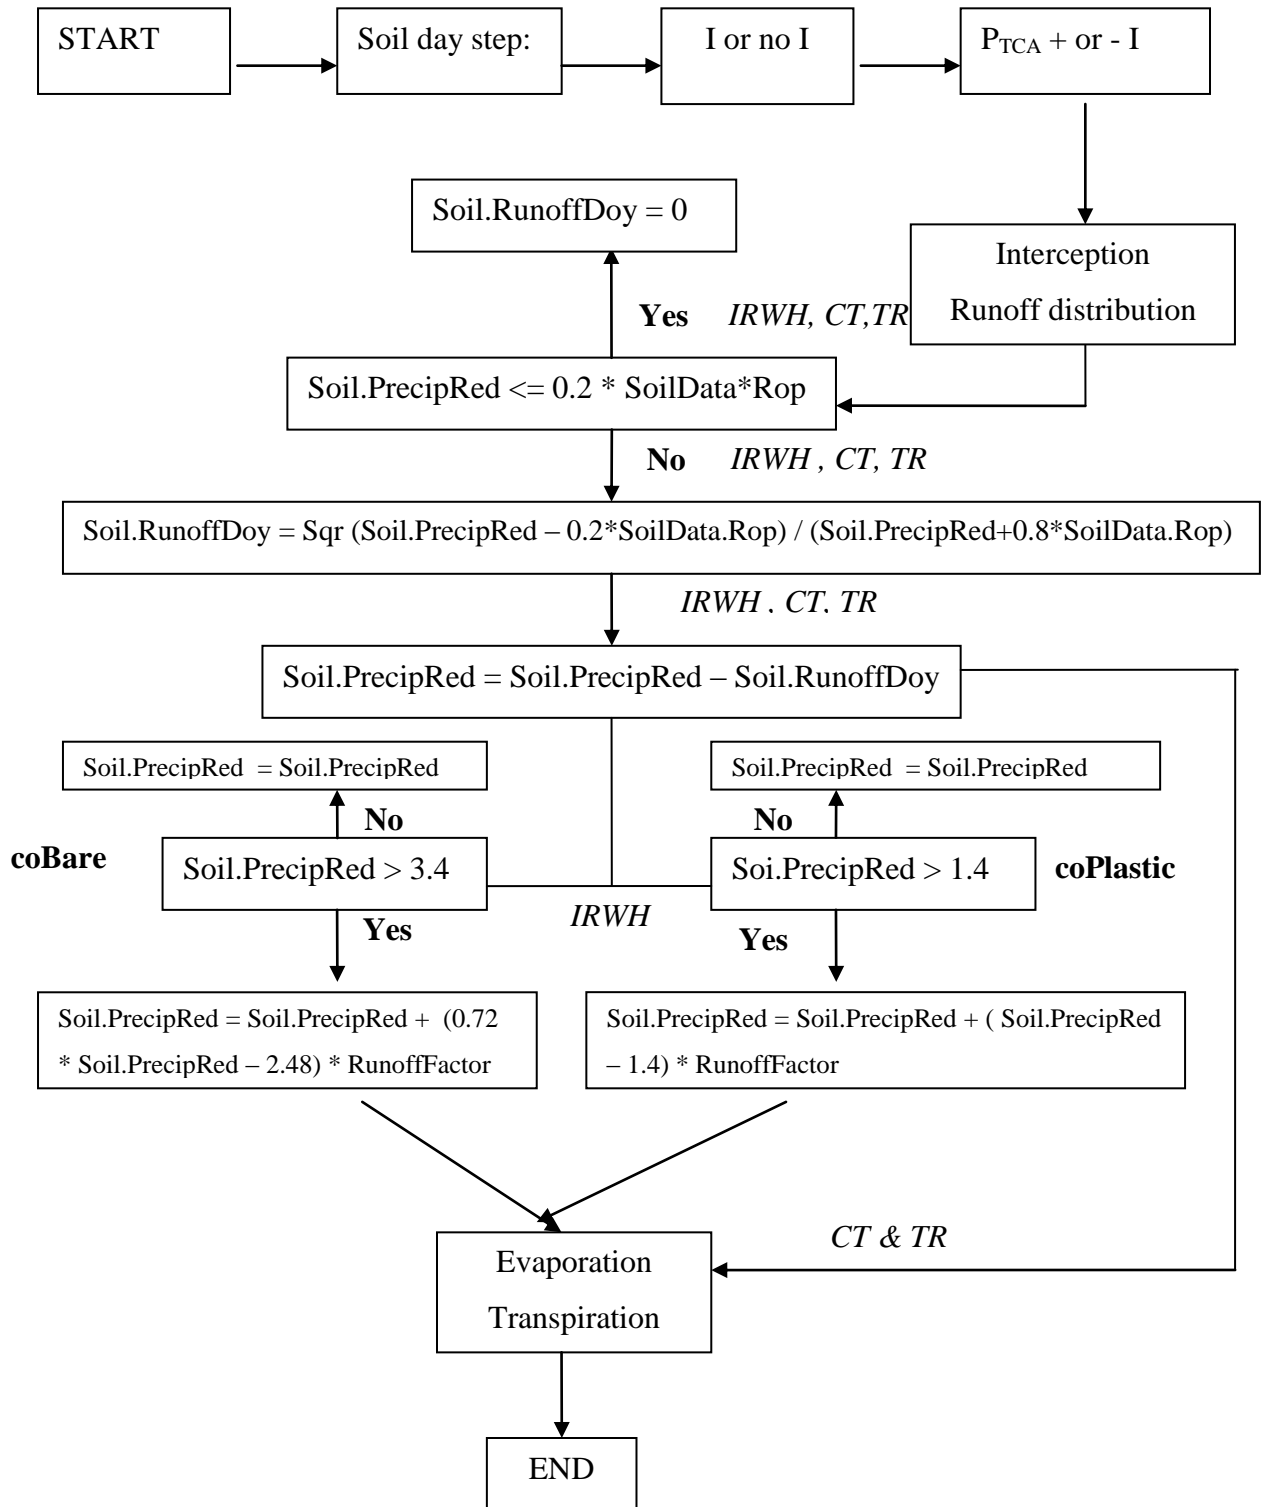 START
Soil day step:
I or no I
PTCA + or - I
Soil.RunoffDoy = 0
Interception
Runoff distribution
Yes IRWH, CT,TR
Soil.PrecipRed <= 0.2 * SoilData*Rop
No IRWH , CT, TR
Soil.RunoffDoy = Sqr (Soil.PrecipRed – 0.2*SoilData.Rop) / (Soil.PrecipRed+0.8*SoilData.Rop)
IRWH , CT, TR
Soil.PrecipRed = Soil.PrecipRed – Soil.RunoffDoy
Soil.PrecipRed = Soil.PrecipRed
Soil.PrecipRed = Soil.PrecipRed
No
No
coBare
Soil.PrecipRed > 3.4
Soi.PrecipRed > 1.4
coPlastic
Yes
IRWH
Yes
Soil.PrecipRed = Soil.PrecipRed + (0.72
* Soil.PrecipRed – 2.48) * RunoffFactor
Soil.PrecipRed = Soil.PrecipRed + ( Soil.PrecipRed
– 1.4) * RunoffFactor
CT & TR
Evaporation
Transpiration
END